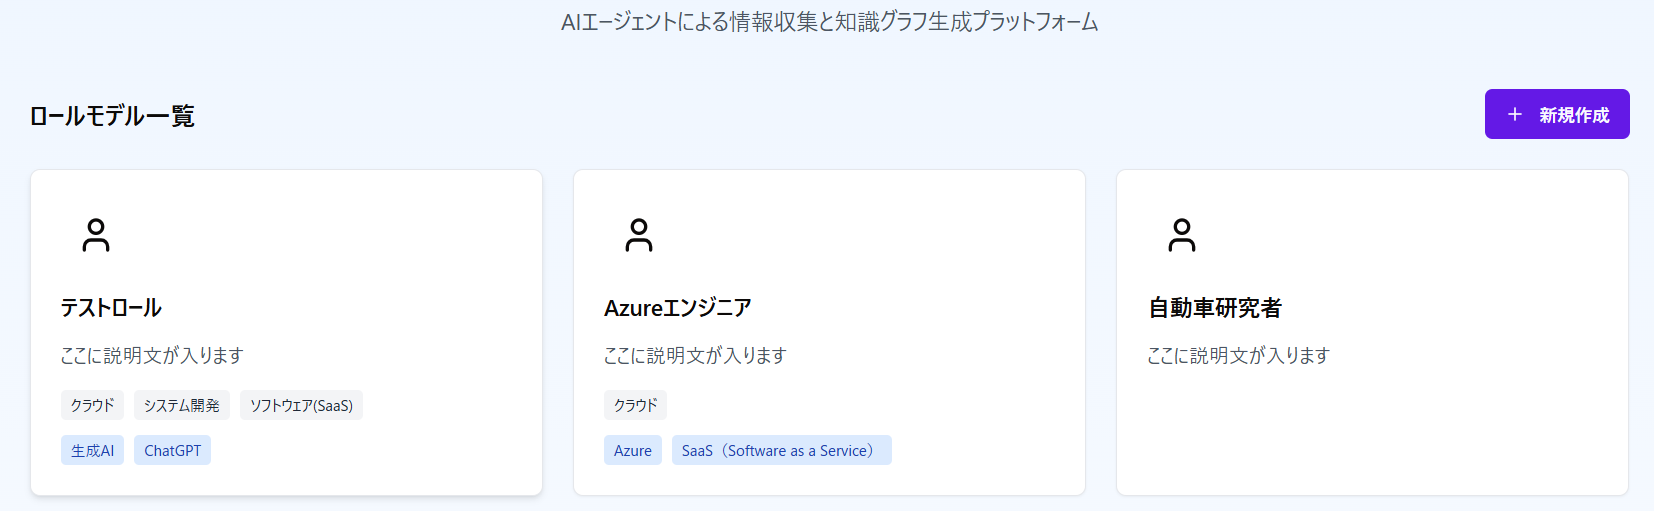 AIエージェントによる情報収集と知識グラフ生成プラットフォーム
ロールモデル一覧
＋ 新規作成
テストロール
ここに説明文が入ります
クラウド システム開発 ソフトウェア(SaaS)
生成AI ChatGPT
Azureエンジニア
ここに説明文が入ります
クラウド
Azure SaaS（Software as a Service）
自動車研究者
ここに説明文が入ります